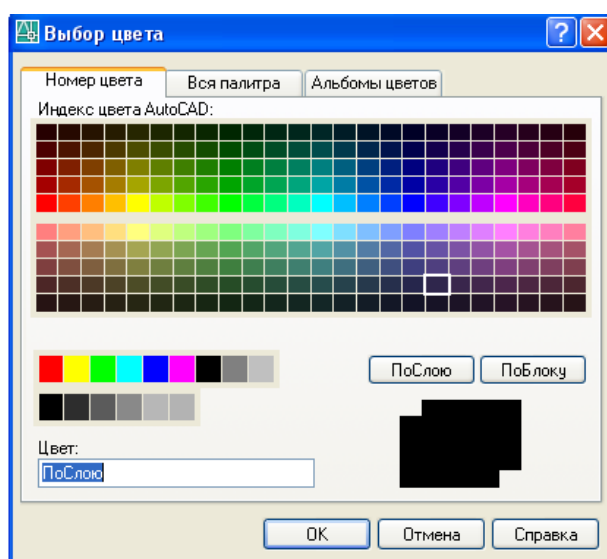 Выбор цвета
Номер цвета Вся палитра Альбомы цветов
Индекс цвета AutoCAD:
ПоСлою ПоБлоку
Цвет:
ПоСлою
OK Отмена Справка